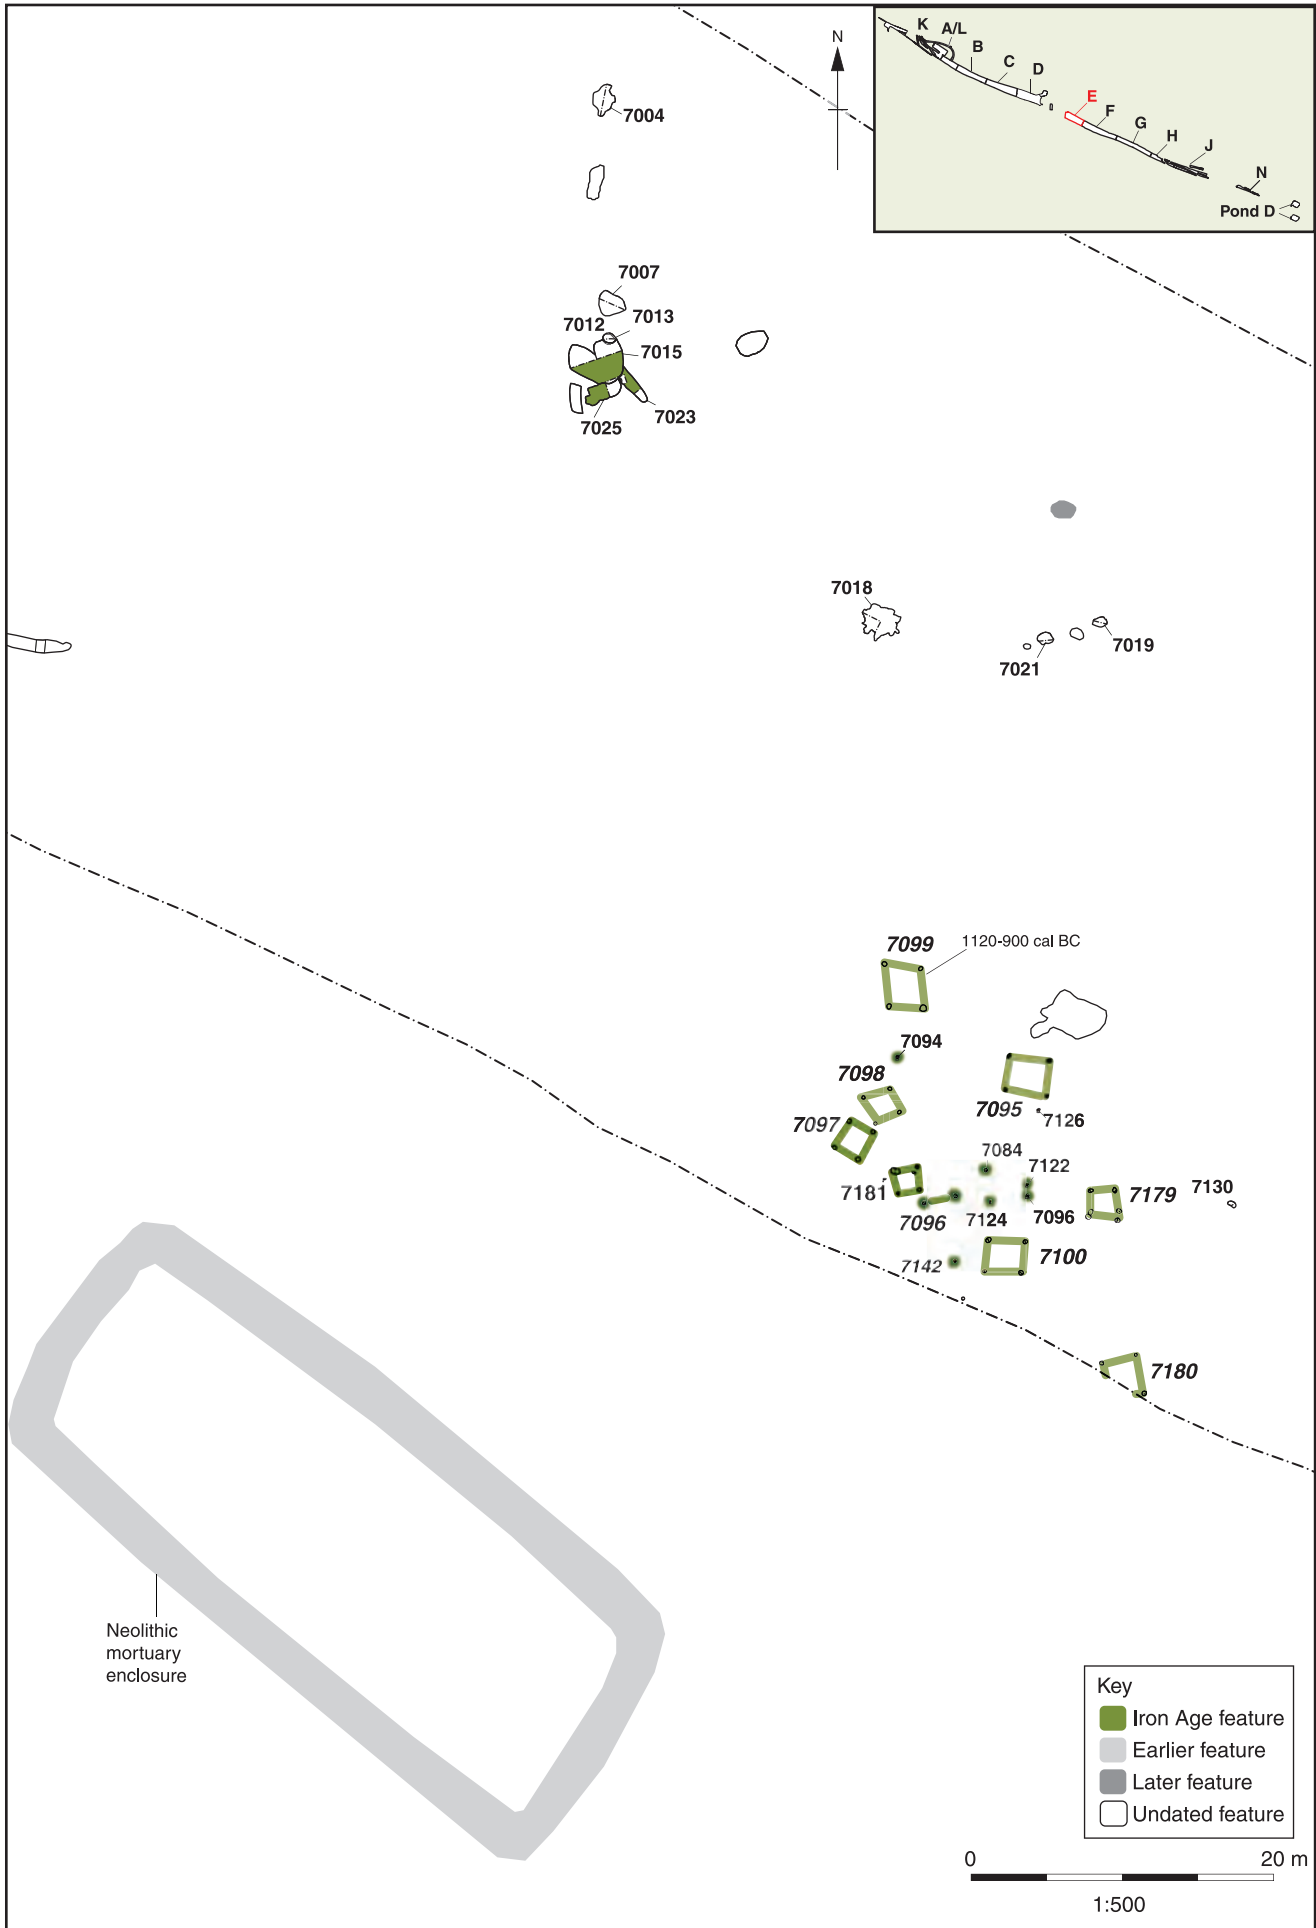 K
A/L
B
C
D
E
F
G
H
J
N
Pond D
N
7004
7007
7012
7013
7015
7025
7023
7018
7021
7019
7099
1120-900 cal BC
7094
7098
7095
7126
7097
7084
7122
7181
7096
7124
7096
7179
7130
7142
7100
7180
Neolithic
mortuary
enclosure
Key
Iron Age feature
Earlier feature
Later feature
Undated feature
0
20 m
1:500